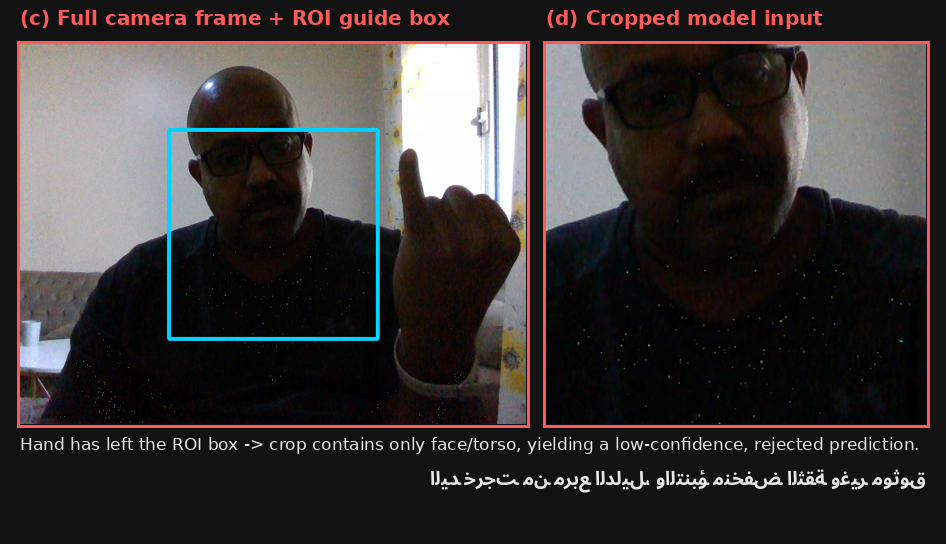 (c) Full camera frame + ROI guide box
(d) Cropped model input
Hand has left the ROI box -> crop contains only face/torso, yielding a low-confidence, rejected prediction.
قوثوم ريغو ةقثلا ضفخنم ؤبنتلاو ،ليلدلا عبرم نم تجرخ ديلا